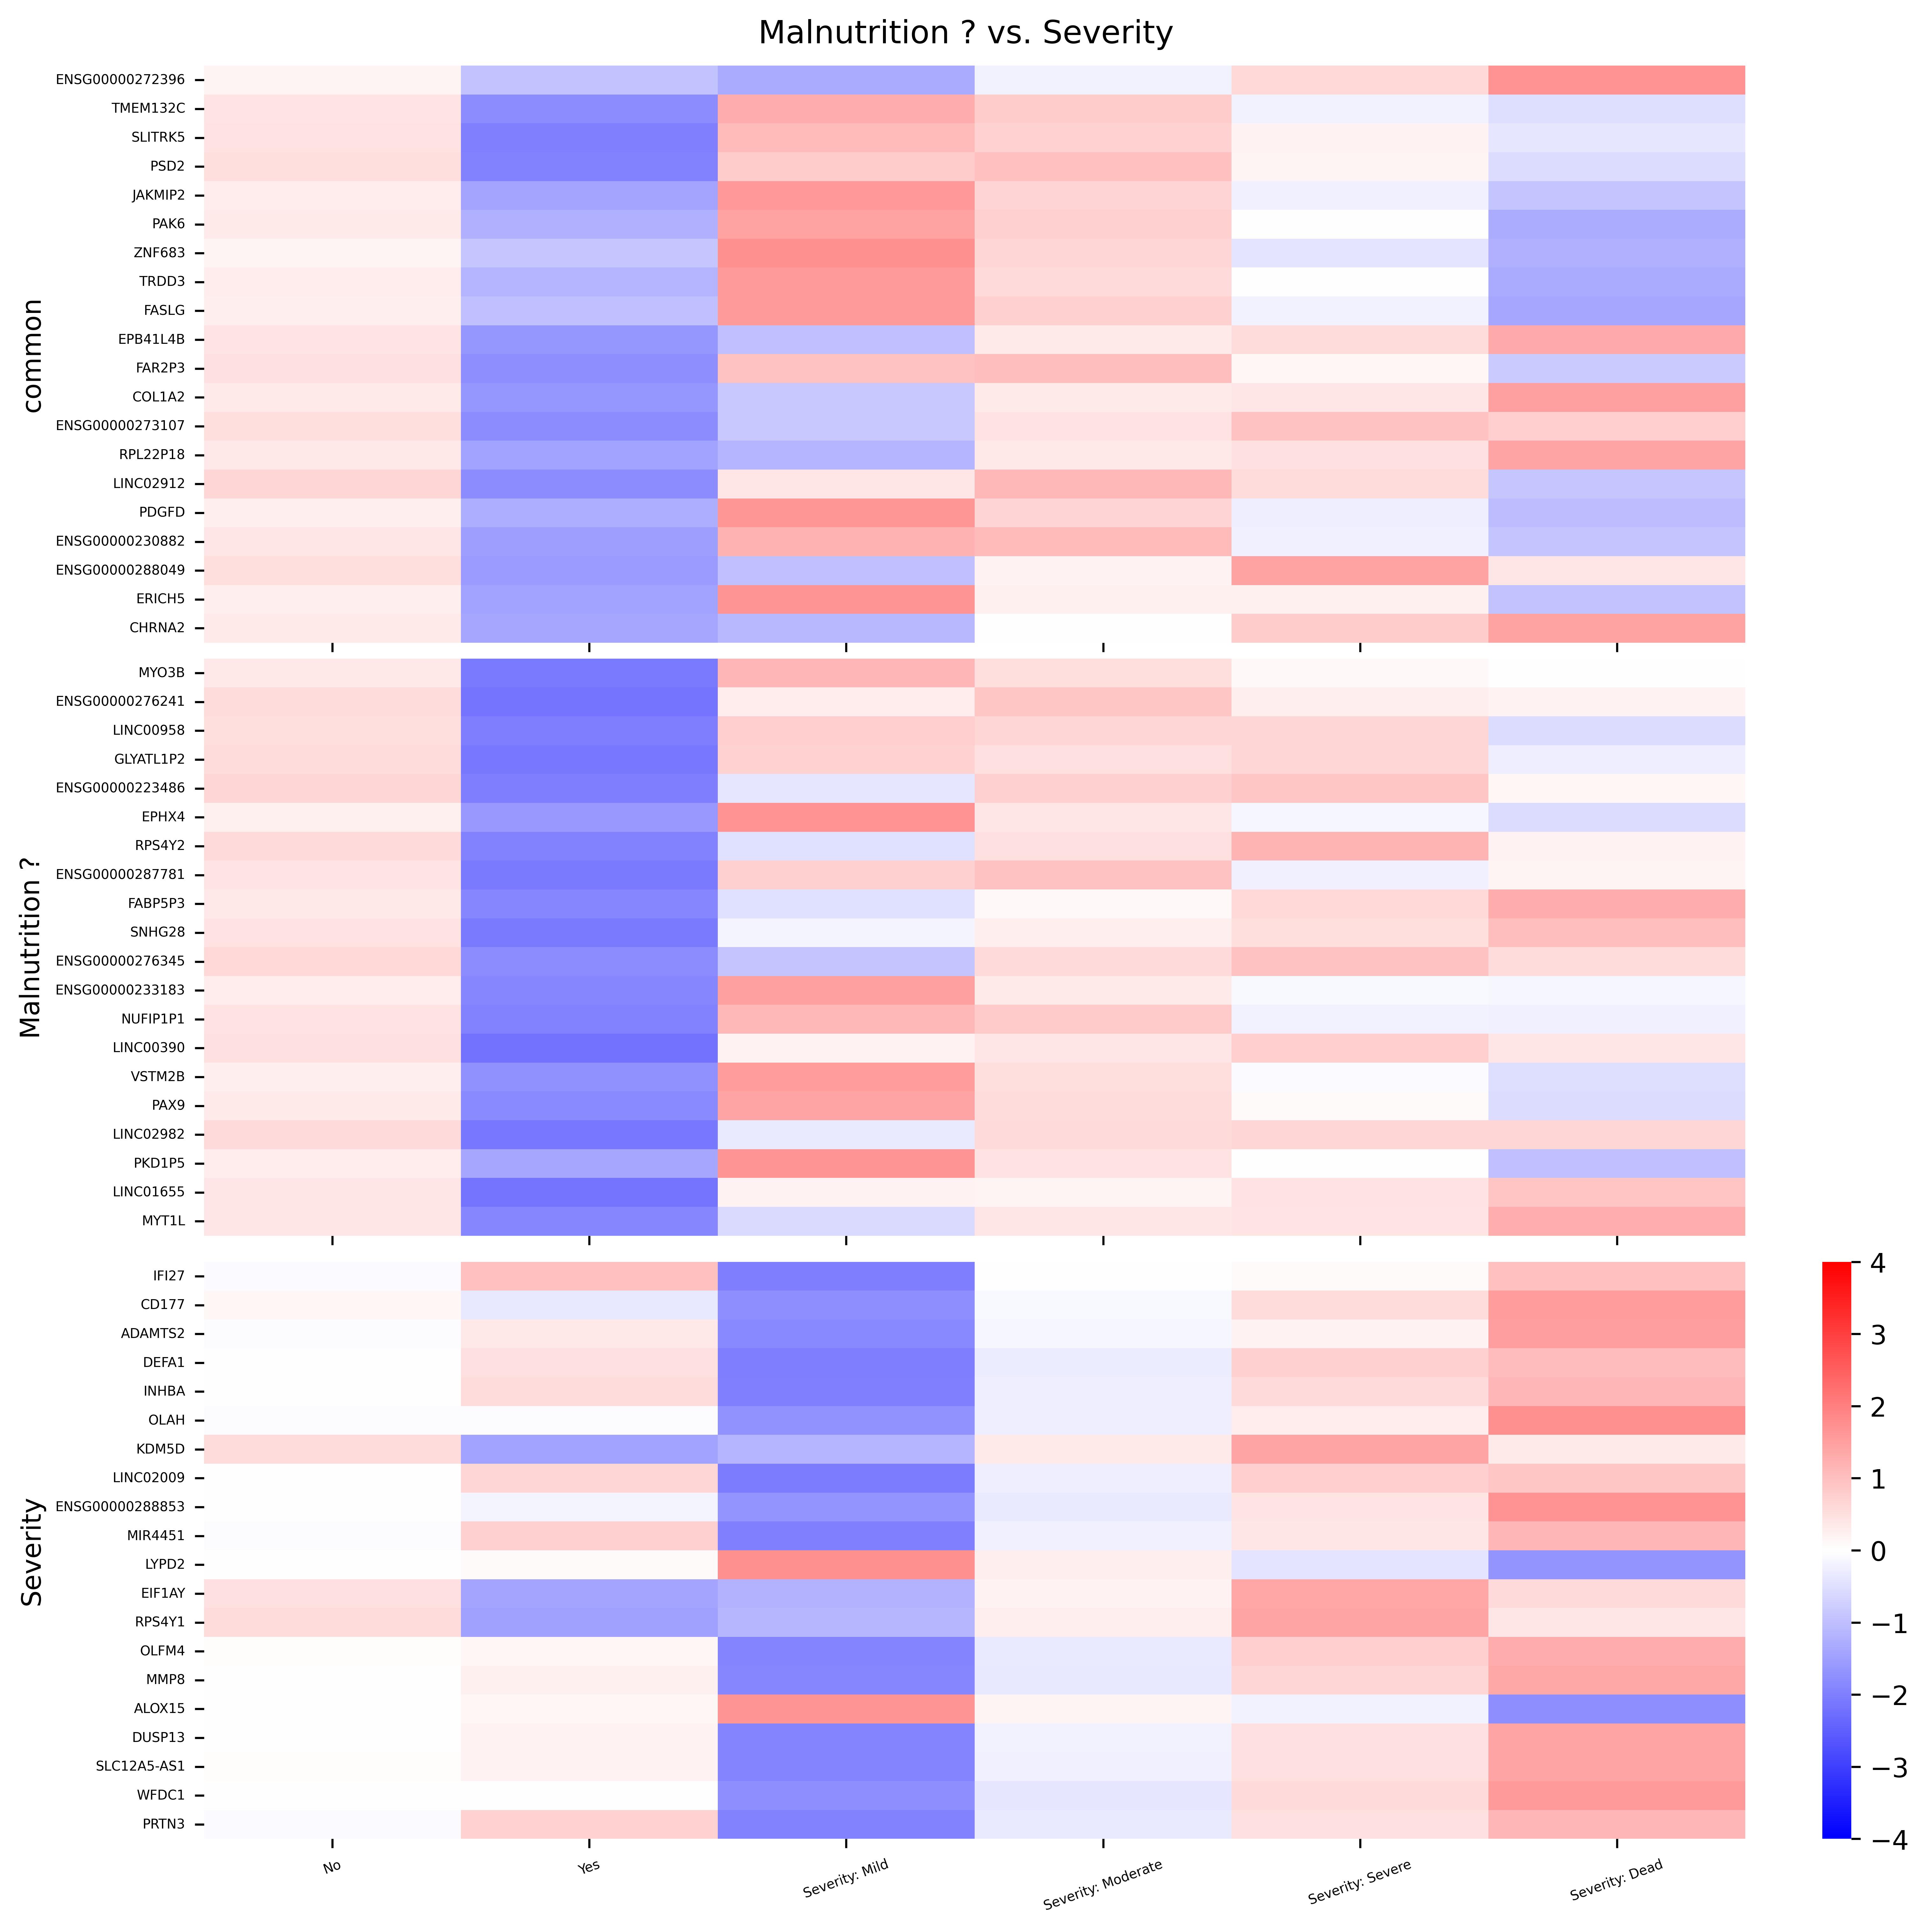 Malnutrition ? vs. Severity
common
ENSG00000272396
TMEM132C
SLITRK5
PSD2
JAKMIP2
PAK6
ZNF683
TRDD3
FASLG
EPB41L4B
FAR2P3
COL1A2
ENSG00000273107
RPL22P18
LINC02912
PDGFD
ENSG00000230882
ENSG00000288049
ERICH5
CHRNA2
Malnutrition ?
MYO3B
ENSG00000276241
LINC00958
GLYATL1P2
ENSG00000223486
EPHX4
RPS4Y2
ENSG00000287781
FABP5P3
SNHG28
ENSG00000276345
ENSG00000233183
NUFIP1P1
LINC00390
VSTM2B
PAX9
LINC02982
PKD1P5
LINC01655
MYT1L
Severity
IFI27
CD177
ADAMTS2
DEFA1
INHBA
OLAH
KDM5D
LINC02009
ENSG00000288853
MIR4451
LYPD2
EIF1AY
RPS4Y1
OLFM4
MMP8
ALOX15
DUSP13
SLC12A5-AS1
WFDC1
PRTN3
No
Yes
Severity: Mild
Severity: Moderate
Severity: Severe
Severity: Dead
4
3
2
1
0
−1
−2
−3
−4